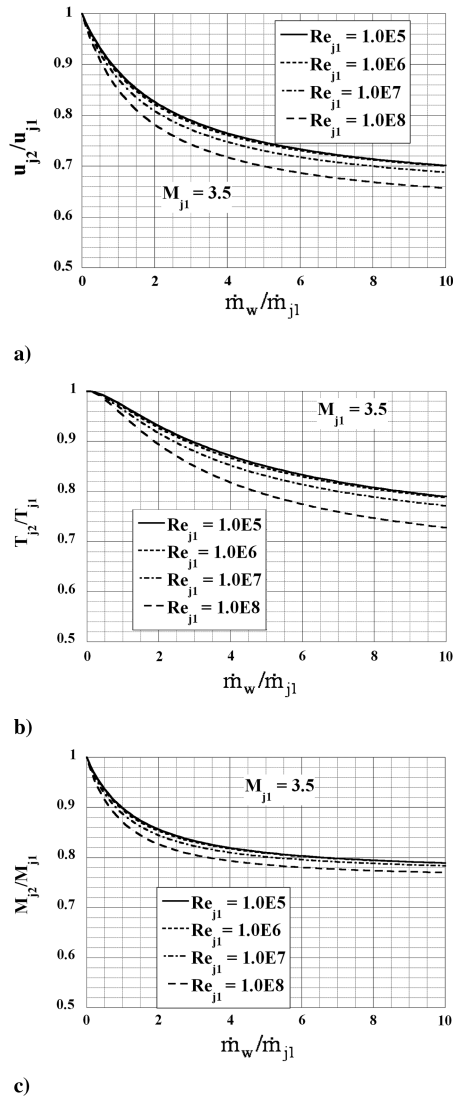 1
0.9
0.8
0.7
0.6
0.5
u_j2/u_j1
Re_j1 = 1.0E5
Re_j1 = 1.0E6
Re_j1 = 1.0E7
Re_j1 = 1.0E8
M_j1 = 3.5
0 2 4 6 8 10
ṁ_w/ṁ_j1
a)
1
0.9
0.8
0.7
0.6
0.5
T_j2/T_j1
M_j1 = 3.5
Re_j1 = 1.0E5
Re_j1 = 1.0E6
Re_j1 = 1.0E7
Re_j1 = 1.0E8
0 2 4 6 8 10
ṁ_w/ṁ_j1
b)
1
0.9
0.8
0.7
0.6
0.5
M_j2/M_j1
M_j1 = 3.5
Re_j1 = 1.0E5
Re_j1 = 1.0E6
Re_j1 = 1.0E7
Re_j1 = 1.0E8
0 2 4 6 8 10
ṁ_w/ṁ_j1
c)